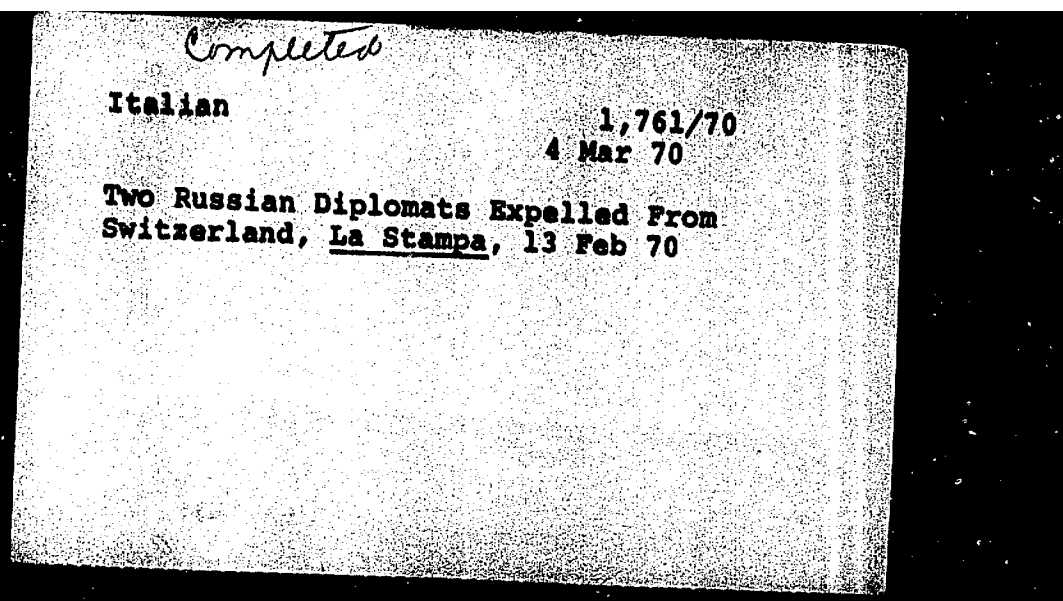 Completed
Italian
1,761/70
4 Mar 70
Two Russian Diplomats Expelled From
Switzerland, La Stampa, 13 Feb 70